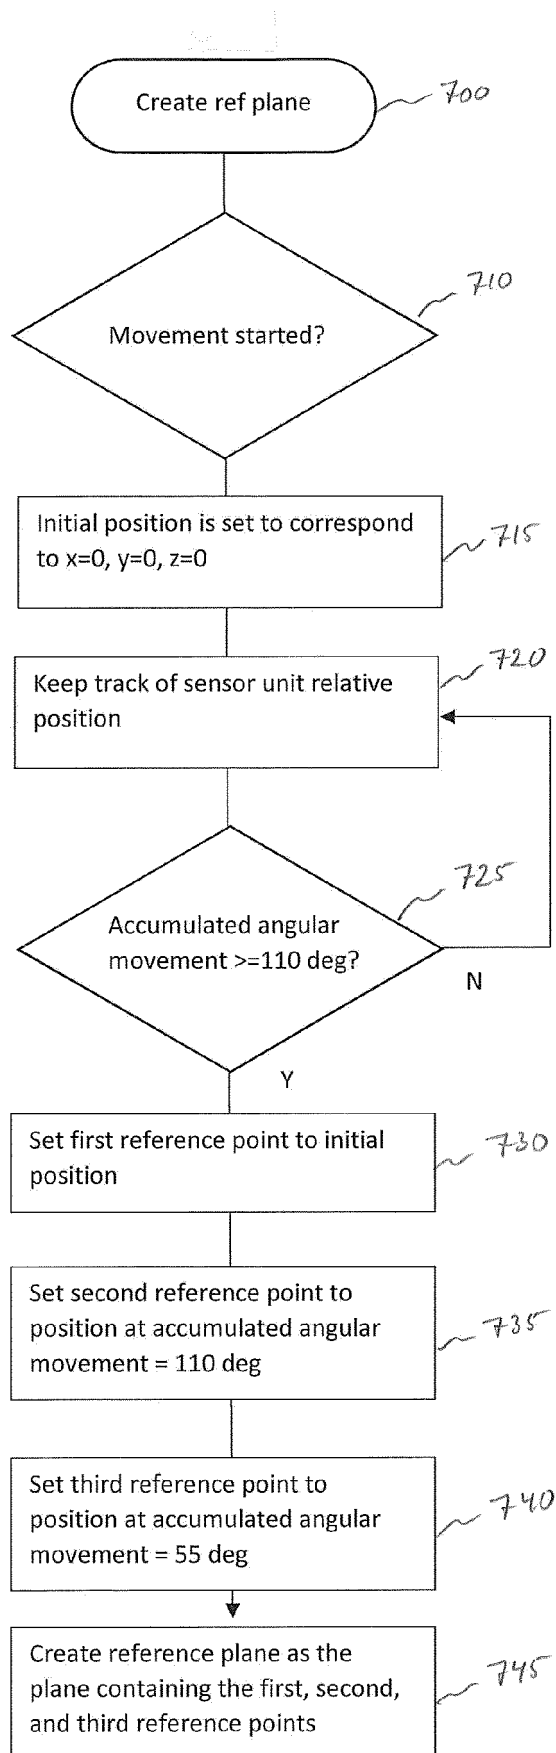 Create ref plane
700
710
Movement started?
Initial position is set to correspond
to x=0, y=0, z=0
715
720
Keep track of sensor unit relative
position
725
Accumulated angular
movement >=110 deg?
N
Y
Set first reference point to initial
position
730
Set second reference point to
position at accumulated angular
movement = 110 deg
735
Set third reference point to
position at accumulated angular
movement = 55 deg
740
Create reference plane as the
plane containing the first, second,
and third reference points
745